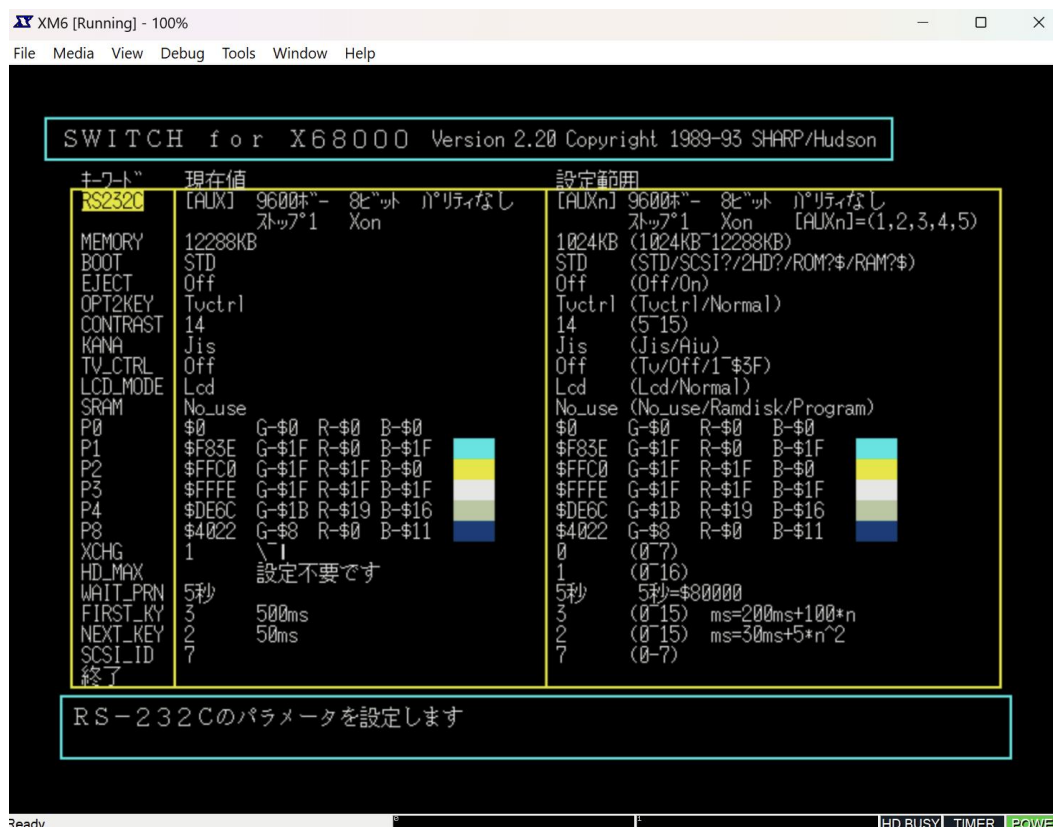 XM6 [Running] - 100%
File Media View Debug Tools Window Help
SWITCH for X68000 Version 2.20 Copyright 1989-93 SHARP/Hudson
キーワード 現在値 設定範囲
RS232C [AUX] 9600ボー 8ビット パリティなし [AUXn] 9600ボー 8ビット パリティなし
ストップ1 Xon ストップ1 Xon [AUXn]=(1,2,3,4,5)
MEMORY 12288KB 1024KB (1024KB‾12288KB)
BOOT STD STD (STD/SCSI?/2HD?/ROM?$/RAM?$)
EJECT Off Off (Off/On)
OPT2KEY Tvctrl Tvctrl (Tvctrl/Normal)
CONTRAST 14 14 (5‾15)
KANA Jis Jis (Jis/Aiu)
TV_CTRL Off Off (Tv/Off/1‾$3F)
LCD_MODE Lcd Lcd (Lcd/Normal)
SRAM No_use No_use (No_use/Ramdisk/Program)
P0 $0 G-$0 R-$0 B-$0 $0 G-$0 R-$0 B-$0
P1 $F83E G-$1F R-$0 B-$1F $F83E G-$1F R-$0 B-$1F
P2 $FFC0 G-$1F R-$1F B-$0 $FFC0 G-$1F R-$1F B-$0
P3 $FFFE G-$1F R-$1F B-$1F $FFFE G-$1F R-$1F B-$1F
P4 $DE6C G-$1B R-$19 B-$16 $DE6C G-$1B R-$19 B-$16
P8 $4022 G-$8 R-$0 B-$11 $4022 G-$8 R-$0 B-$11
XCHG 1 \‾| 0 (0‾7)
HD_MAX 設定不要です 1 (0‾16)
WAIT_PRN 5秒 5秒 5秒=$80000
FIRST_KY 3 500ms 3 (0‾15) ms=200ms+100*n
NEXT_KEY 2 50ms 2 (0‾15) ms=30ms+5*n^2
SCSI_ID 7 7 (0-7)
終了
RS-232Cのパラメータを設定します
Ready 0 1 HD BUSY TIMER POWE